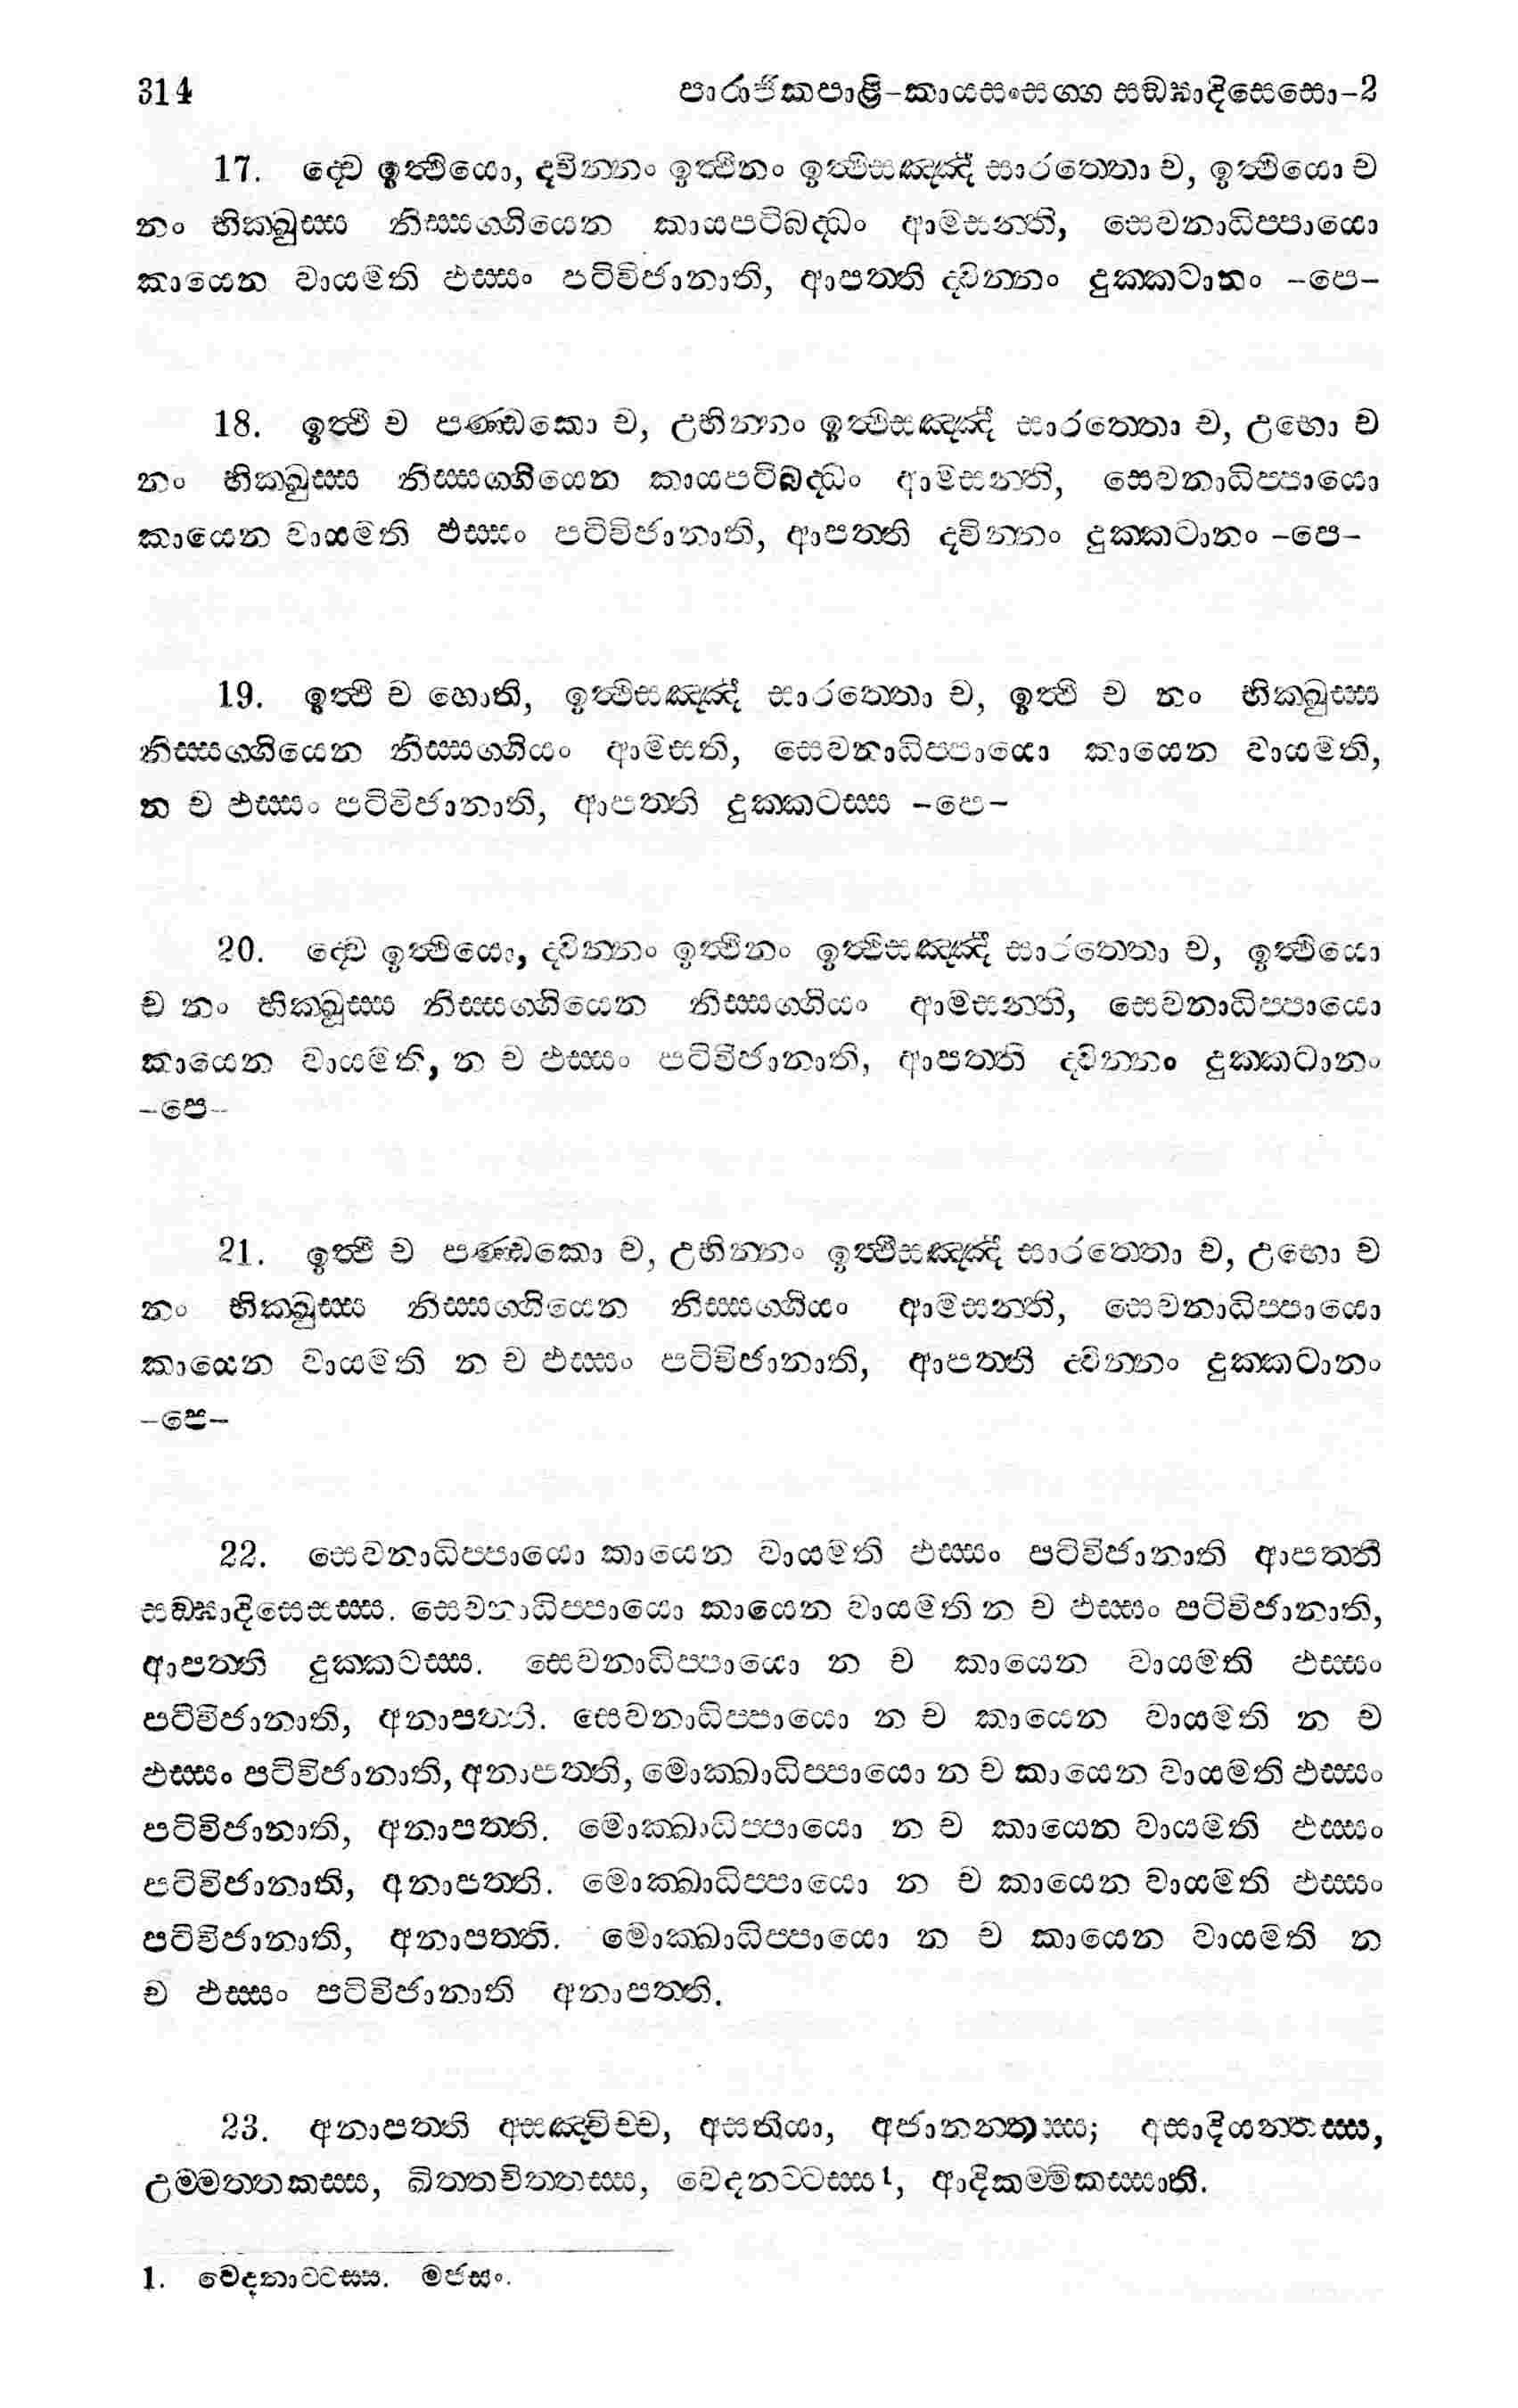 314 පාරාජිකපාළි-කායසංසග්ග සඞ්ඝාදිසෙසො-2
17. ද්වෙ ඉත්ථියො, ද්වින්නං ඉත්ථීනං ඉත්ථිසඤ්ඤී සාරත්තො ච, ඉත්ථියො ච
නං භික්ඛුස්ස නිස්සග්ගියෙන කායපටිබද්ධං ආමසන්ති, සෙවනාධිප්පායො
කායෙන වායමති ඵස්සං පටිවිජානාති, ආපත්ති ද්වින්නං දුක්කටානං -පෙ-
18. ඉත්ථී ච පණ්ඩකො ච, උභින්නං ඉත්ථිසඤ්ඤී සාරත්තො ච, උභො ච
නං භික්ඛුස්ස නිස්සග්ගියෙන කායපටිබද්ධං ආමසන්ති, සෙවනාධිප්පායො
කායෙන වායමති ඵස්සං පටිවිජානාති, ආපත්ති ද්වින්නං දුක්කටානං -පෙ-
19. ඉත්ථි ච හොති, ඉත්ථිසඤ්ඤී සාරත්තො ච, ඉත්ථි ච නං භික්ඛුස්ස
නිස්සග්ගියෙන නිස්සග්ගියං ආමසති, සෙවනාධිප්පායො කායෙන වායමති,
න ච ඵස්සං පටිවිජානාති, ආපත්ති දුක්කටස්ස -පෙ-
20. ද්වෙ ඉත්ථියො, ද්වින්නං ඉත්ථීනං ඉත්ථිසඤ්ඤී සාරත්තො ච, ඉත්ථියො
ච නං භික්ඛූස්ස නිස්සග්ගියෙන නිස්සග්ගියං ආමසන්ති, සෙවනාධිප්පායො
කායෙන වායමති, න ච ඵස්සං පටිවිජානාති, ආපත්ති ද්වින්නං දුක්කටානං
-පෙ-
21. ඉත්ථී ච පණ්ඩකො ච, උභින්නං ඉත්ථීසඤ්ඤී සාරත්තො ච, උභො ච
නං භික්ඛුස්ස නිස්සග්ගියෙන නිස්සග්ගියං ආමසන්ති, සෙවනාධිප්පායො
කායෙන වායමති න ච ඵස්සං පටිවිජානාති, ආපත්ති ද්වින්නං දුක්කටානං
-පෙ-
22. සෙවනාධිප්පායො කායෙන වායමති ඵස්සං පටිවිජානාති ආපත්ති
සඞ්ඝාදිසෙසස්ස. සෙවනාධිප්පායො කායෙන වායමති න ච ඵස්සං පටිවිජානාති,
ආපත්ති දුක්කටස්ස. සෙවනාධිප්පායො න ච කායෙන වායමති ඵස්සං
පටිවිජානාති, අනාපත්ති. සෙවනාධිප්පායො න ච කායෙන වායමති න ච
ඵස්සං පටිවිජානාති, අනාපත්ති, මොක්ඛාධිප්පායො න ච කායෙන වායමති ඵස්සං
පටිවිජානාති, අනාපත්ති. මොක්ඛාධිප්පායො න ච කායෙන වායමති ඵස්සං
පටිවිජානාති, අනාපත්ති. මොක්ඛාධිප්පායො න ච කායෙන වායමති ඵස්සං
පටිවිජානාති, අනාපත්ති. මොක්ඛාධිප්පායො න ච කායෙන වායමති න
ච ඵස්සං පටිවිජානාති අනාපත්ති.
23. අනාපත්ති අසඤ්චිච්ච, අසතියා, අජානන්තස්ස; අසාදියන්තස්ස,
උම්මත්තකස්ස, ඛිත්තචිත්තස්ස, වෙදනට්ටස්ස1, ආදිකම්මිකස්සාති.
1. වෙදනාට්ටස්ස. මජසං.